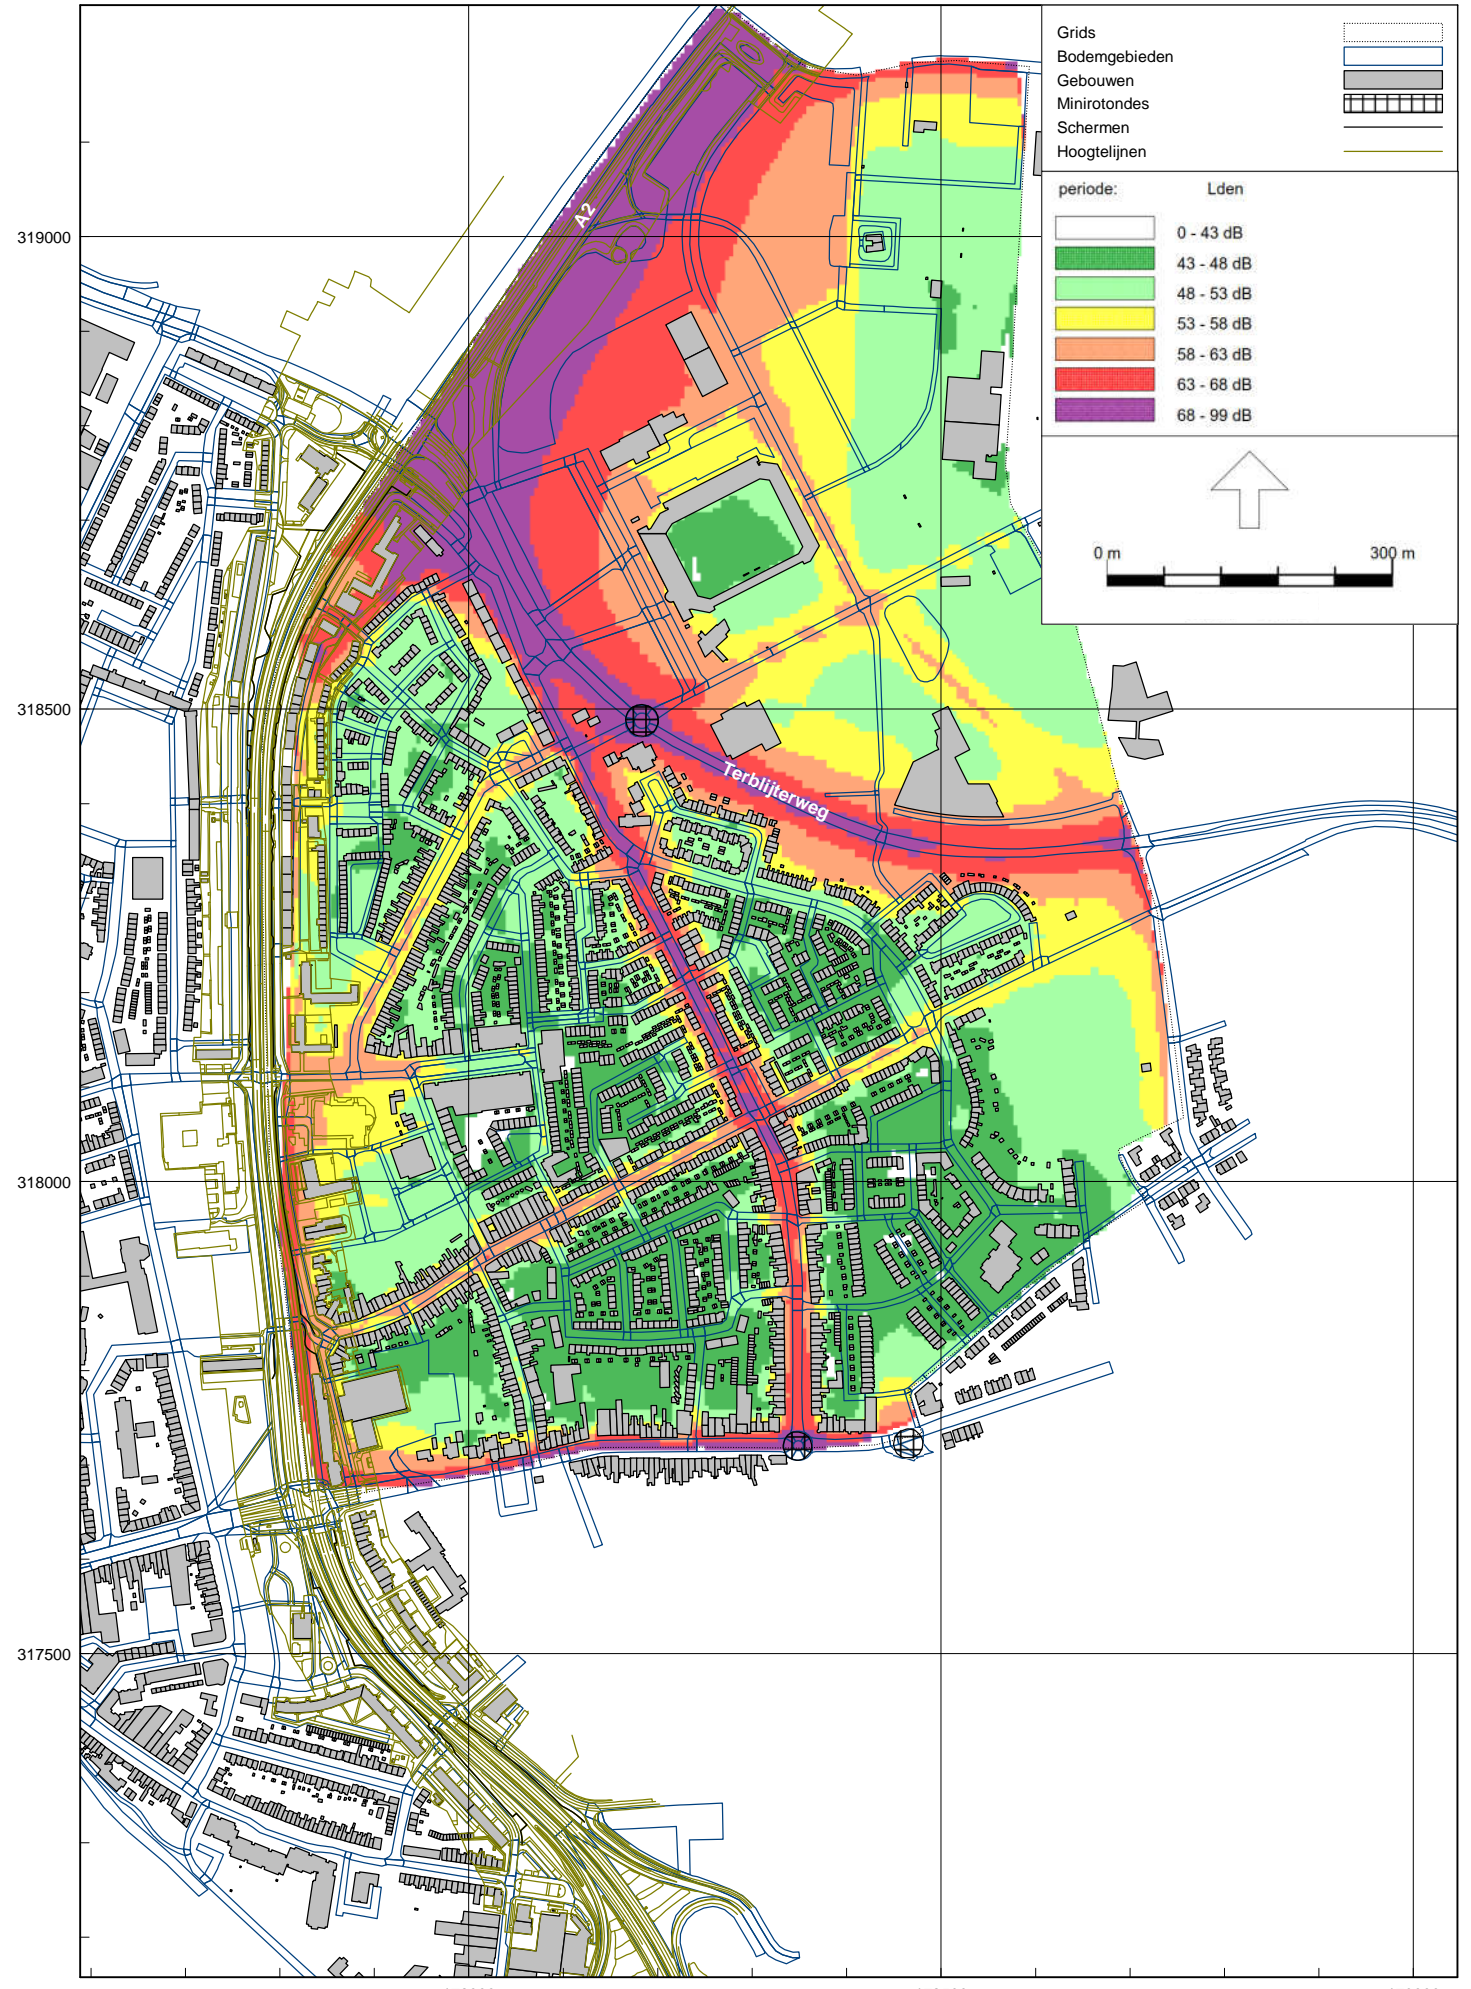 Grids
Bodemgebieden
Gebouwen
Minirotondes
Schermen
Hoogtelijnen
periode: Lden
0 - 43 dB
43 - 48 dB
48 - 53 dB
53 - 58 dB
58 - 63 dB
63 - 68 dB
68 - 99 dB
0 m 300 m
A2
319000
318500
Terblijterweg
318000
317500